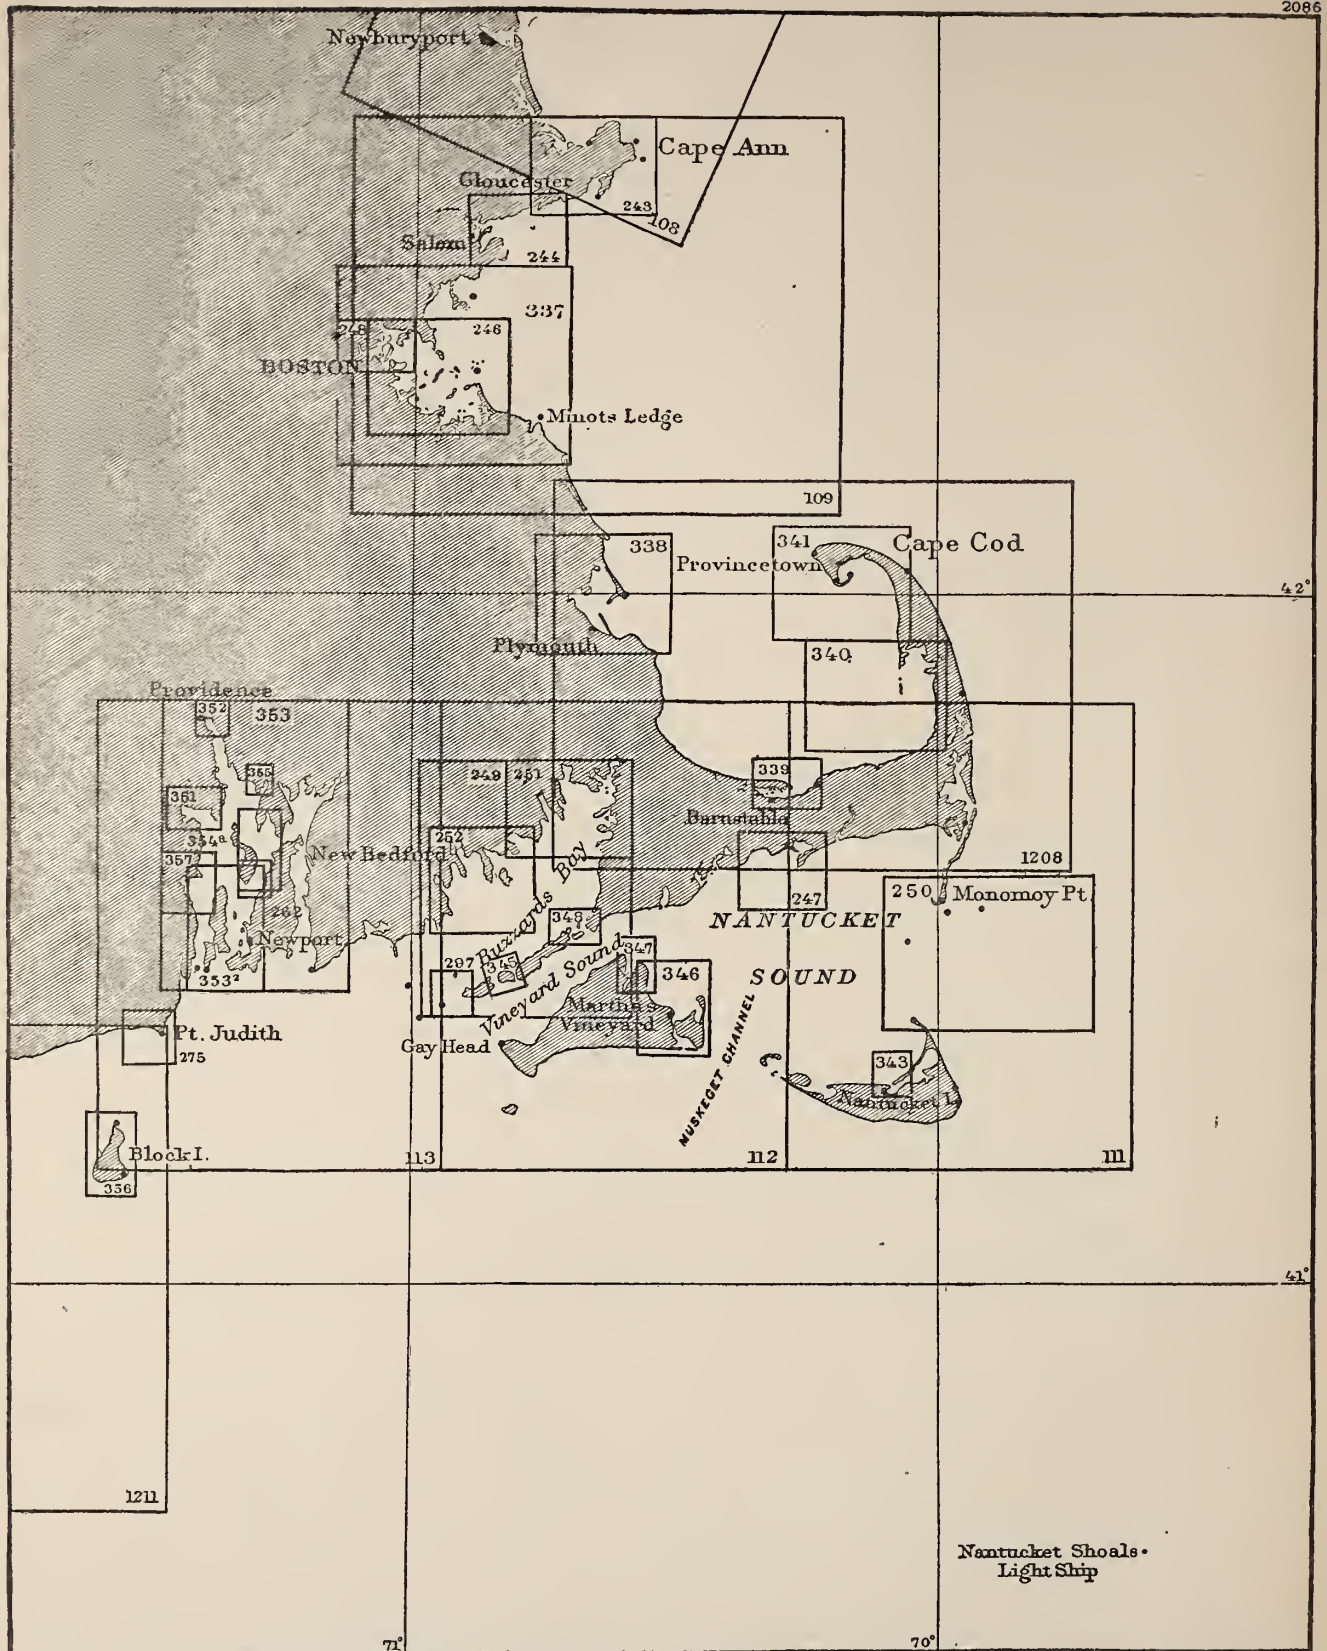 2086
Newburyport
Cape Ann
Gloucester
243
108
Salem
244
337
248
246
BOSTON
Minots Ledge
109
338
341
Cape Cod
Provincetown
42°
Plymouth
340
Providence
352
353
355
249
251
339
351
Barnstable
354a
252
357
New Bedford
1208
247
250
Monomoy Pt.
Buzzards Bay
348
NANTUCKET
262
Newport
347
297
345
346
SOUND
353²
Vineyard Sound
Martha's
Vineyard
Pt. Judith
275
Gay Head
MUSKEGET CHANNEL
343
Nantucket I.
Block I.
113
112
111
356
41°
1211
Nantucket Shoals
Light Ship
71°
70°